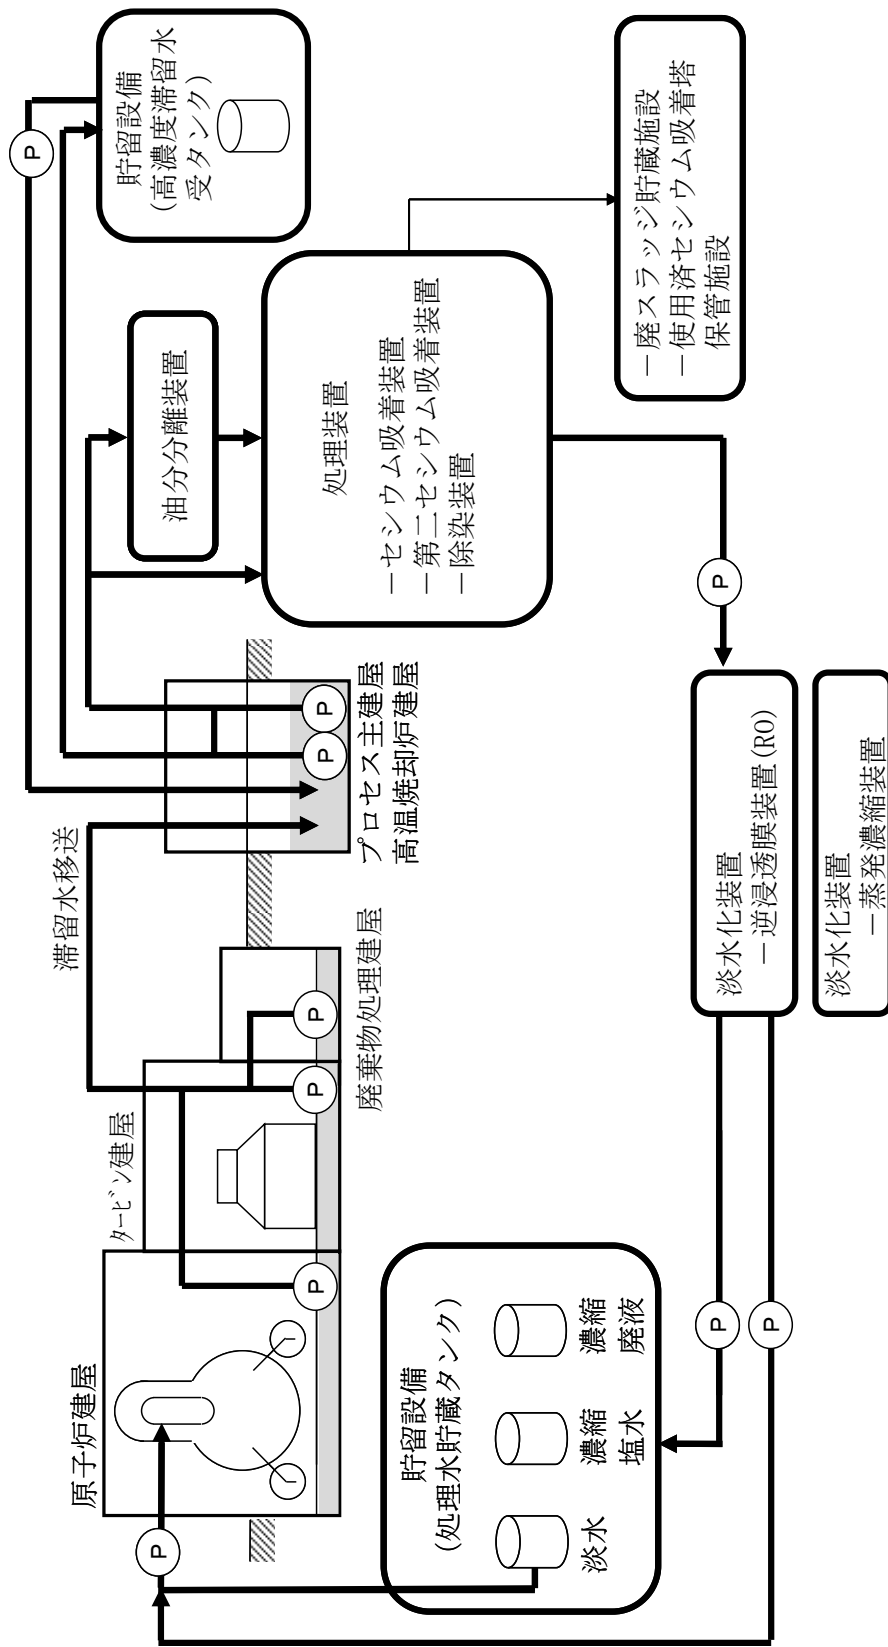 原子炉建屋
タービン建屋
廃棄物処理建屋
滞留水移送
プロセス主建屋
高温焼却炉建屋
油分分離装置
貯留設備
(高濃度滞留水
受タンク)
処理装置
－セシウム吸着装置
－第二セシウム吸着装置
－除染装置
－廃スラッジ貯蔵施設
－使用済セシウム吸着塔
保管施設
貯留設備
(処理水貯蔵タンク)
淡水
濃縮
塩水
濃縮
廃液
淡水化装置
－逆浸透膜装置(RO)
淡水化装置
－蒸発濃縮装置
P
P
P
P
P
P
P
P
P
P